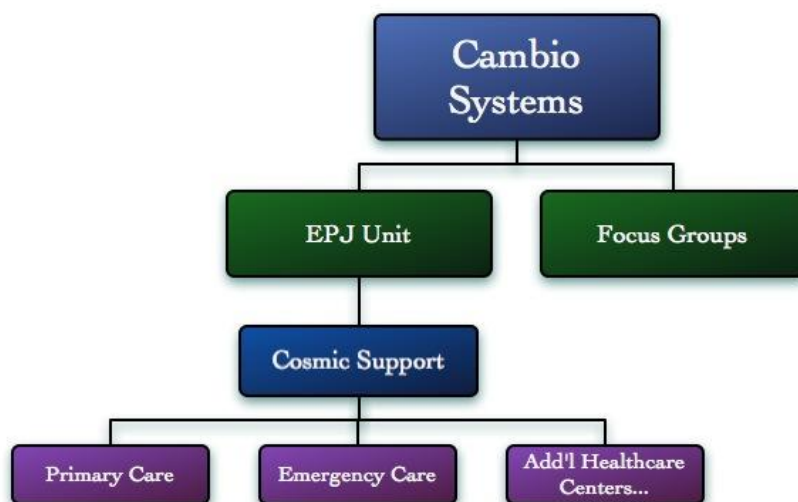 Cambio
Systems
EPJ Unit
Focus Groups
Cosmic Support
Primary Care
Emergency Care
Add'l Healthcare
Centers...